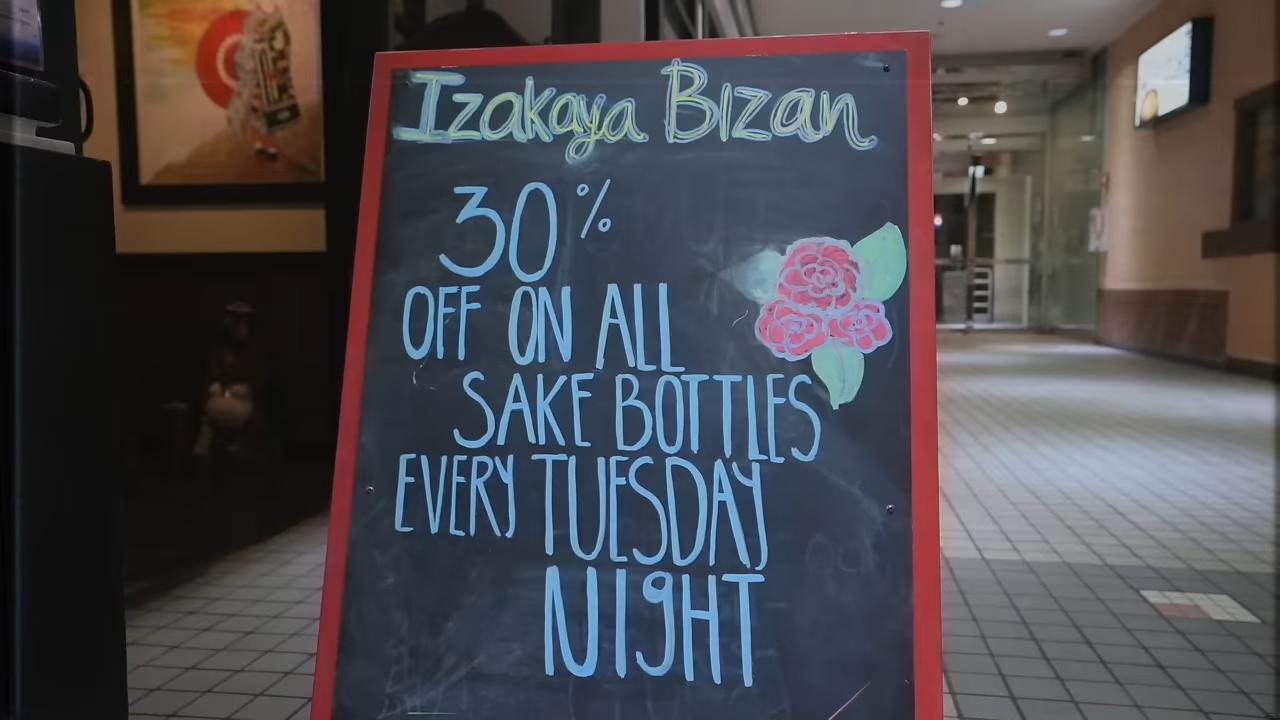 Izakaya Bizan
30%
OFF ON ALL
SAKE BOTTLES
EVERY TUESDAY
NIGHT